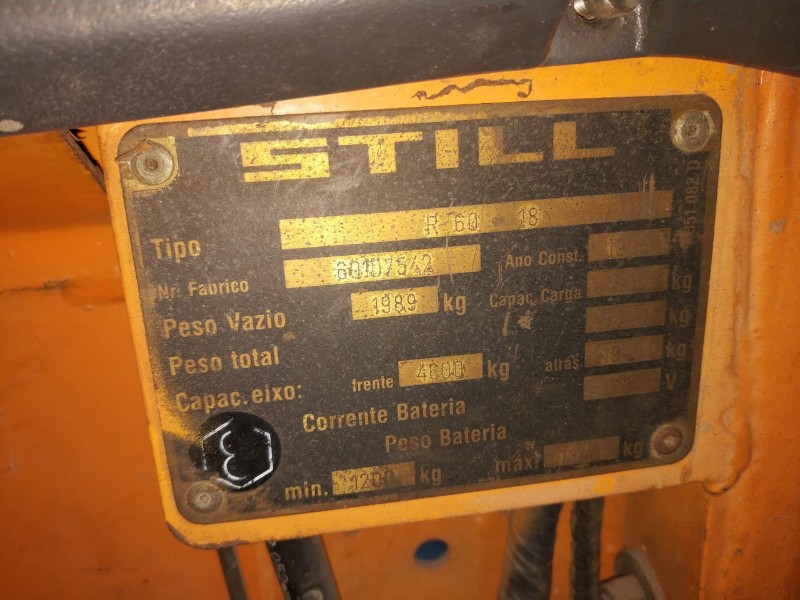 STILL
Tipo R 60 - 18
Nr. Fabrico 60107542 Ano Const.
Peso Vazio 1989 kg Capac. Carga kg
Peso total kg
Capac. eixo: frente 4600 kg atras kg
Corrente Bateria V
Peso Bateria
min. 1200 kg máx. kg